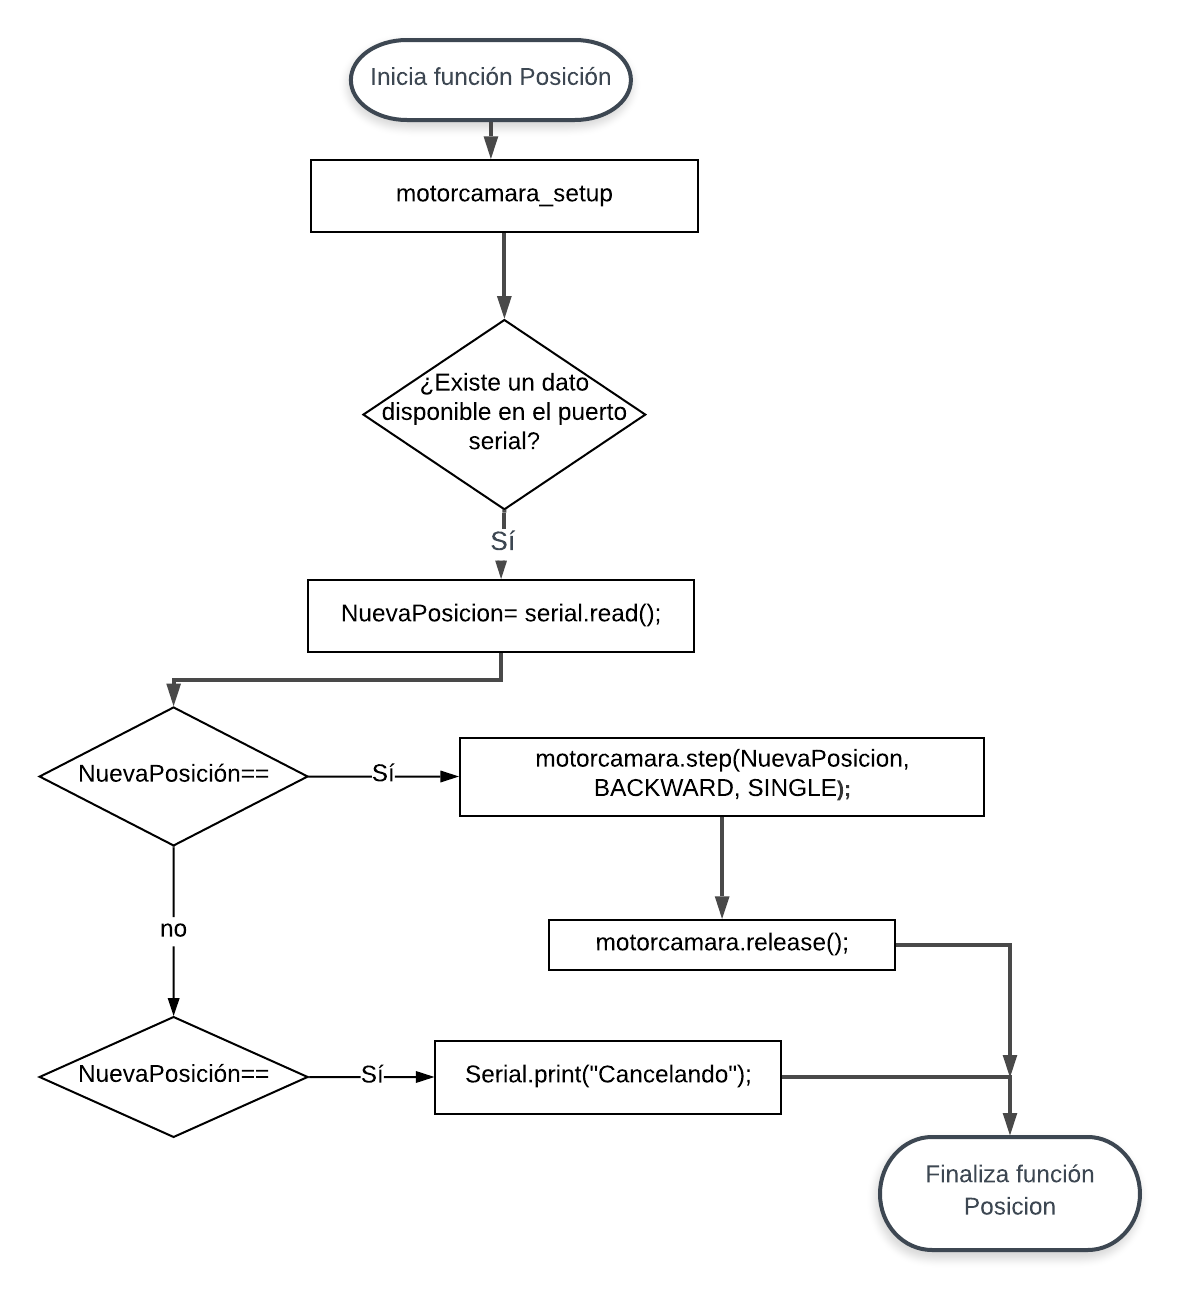 Inicia función Posición
motorcamara_setup
¿Existe un dato
disponible en el puerto
serial?
Sí
NuevaPosicion= serial.read();
NuevaPosición==
Sí
motorcamara.step(NuevaPosicion,
BACKWARD, SINGLE);
no
motorcamara.release();
NuevaPosición==
Sí
Serial.print("Cancelando");
Finaliza función
Posicion